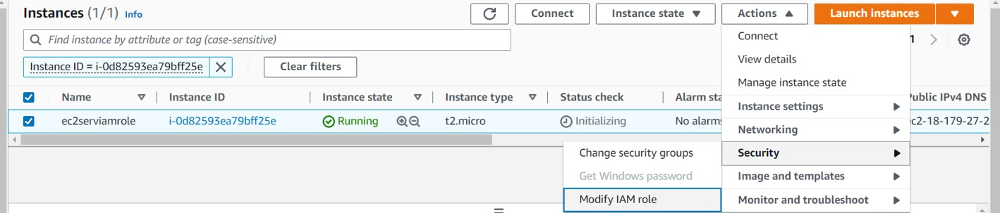 Instances (1/1) Info
Connect
Instance state
Actions
Launch instances
Find instance by attribute or tag (case-sensitive)
Connect
1
Instance ID = i-0d82593ea79bff25e
Clear filters
View details
Manage instance state
Name
Instance ID
Instance state
Instance type
Status check
Alarm sta
Instance settings
Public IPv4 DNS
ec2serviamrole
i-0d82593ea79bff25e
Running
t2.micro
Initializing
No alarms
Networking
ec2-18-179-27-2
Change security groups
Security
Get Windows password
Image and templates
Modify IAM role
Monitor and troubleshoot